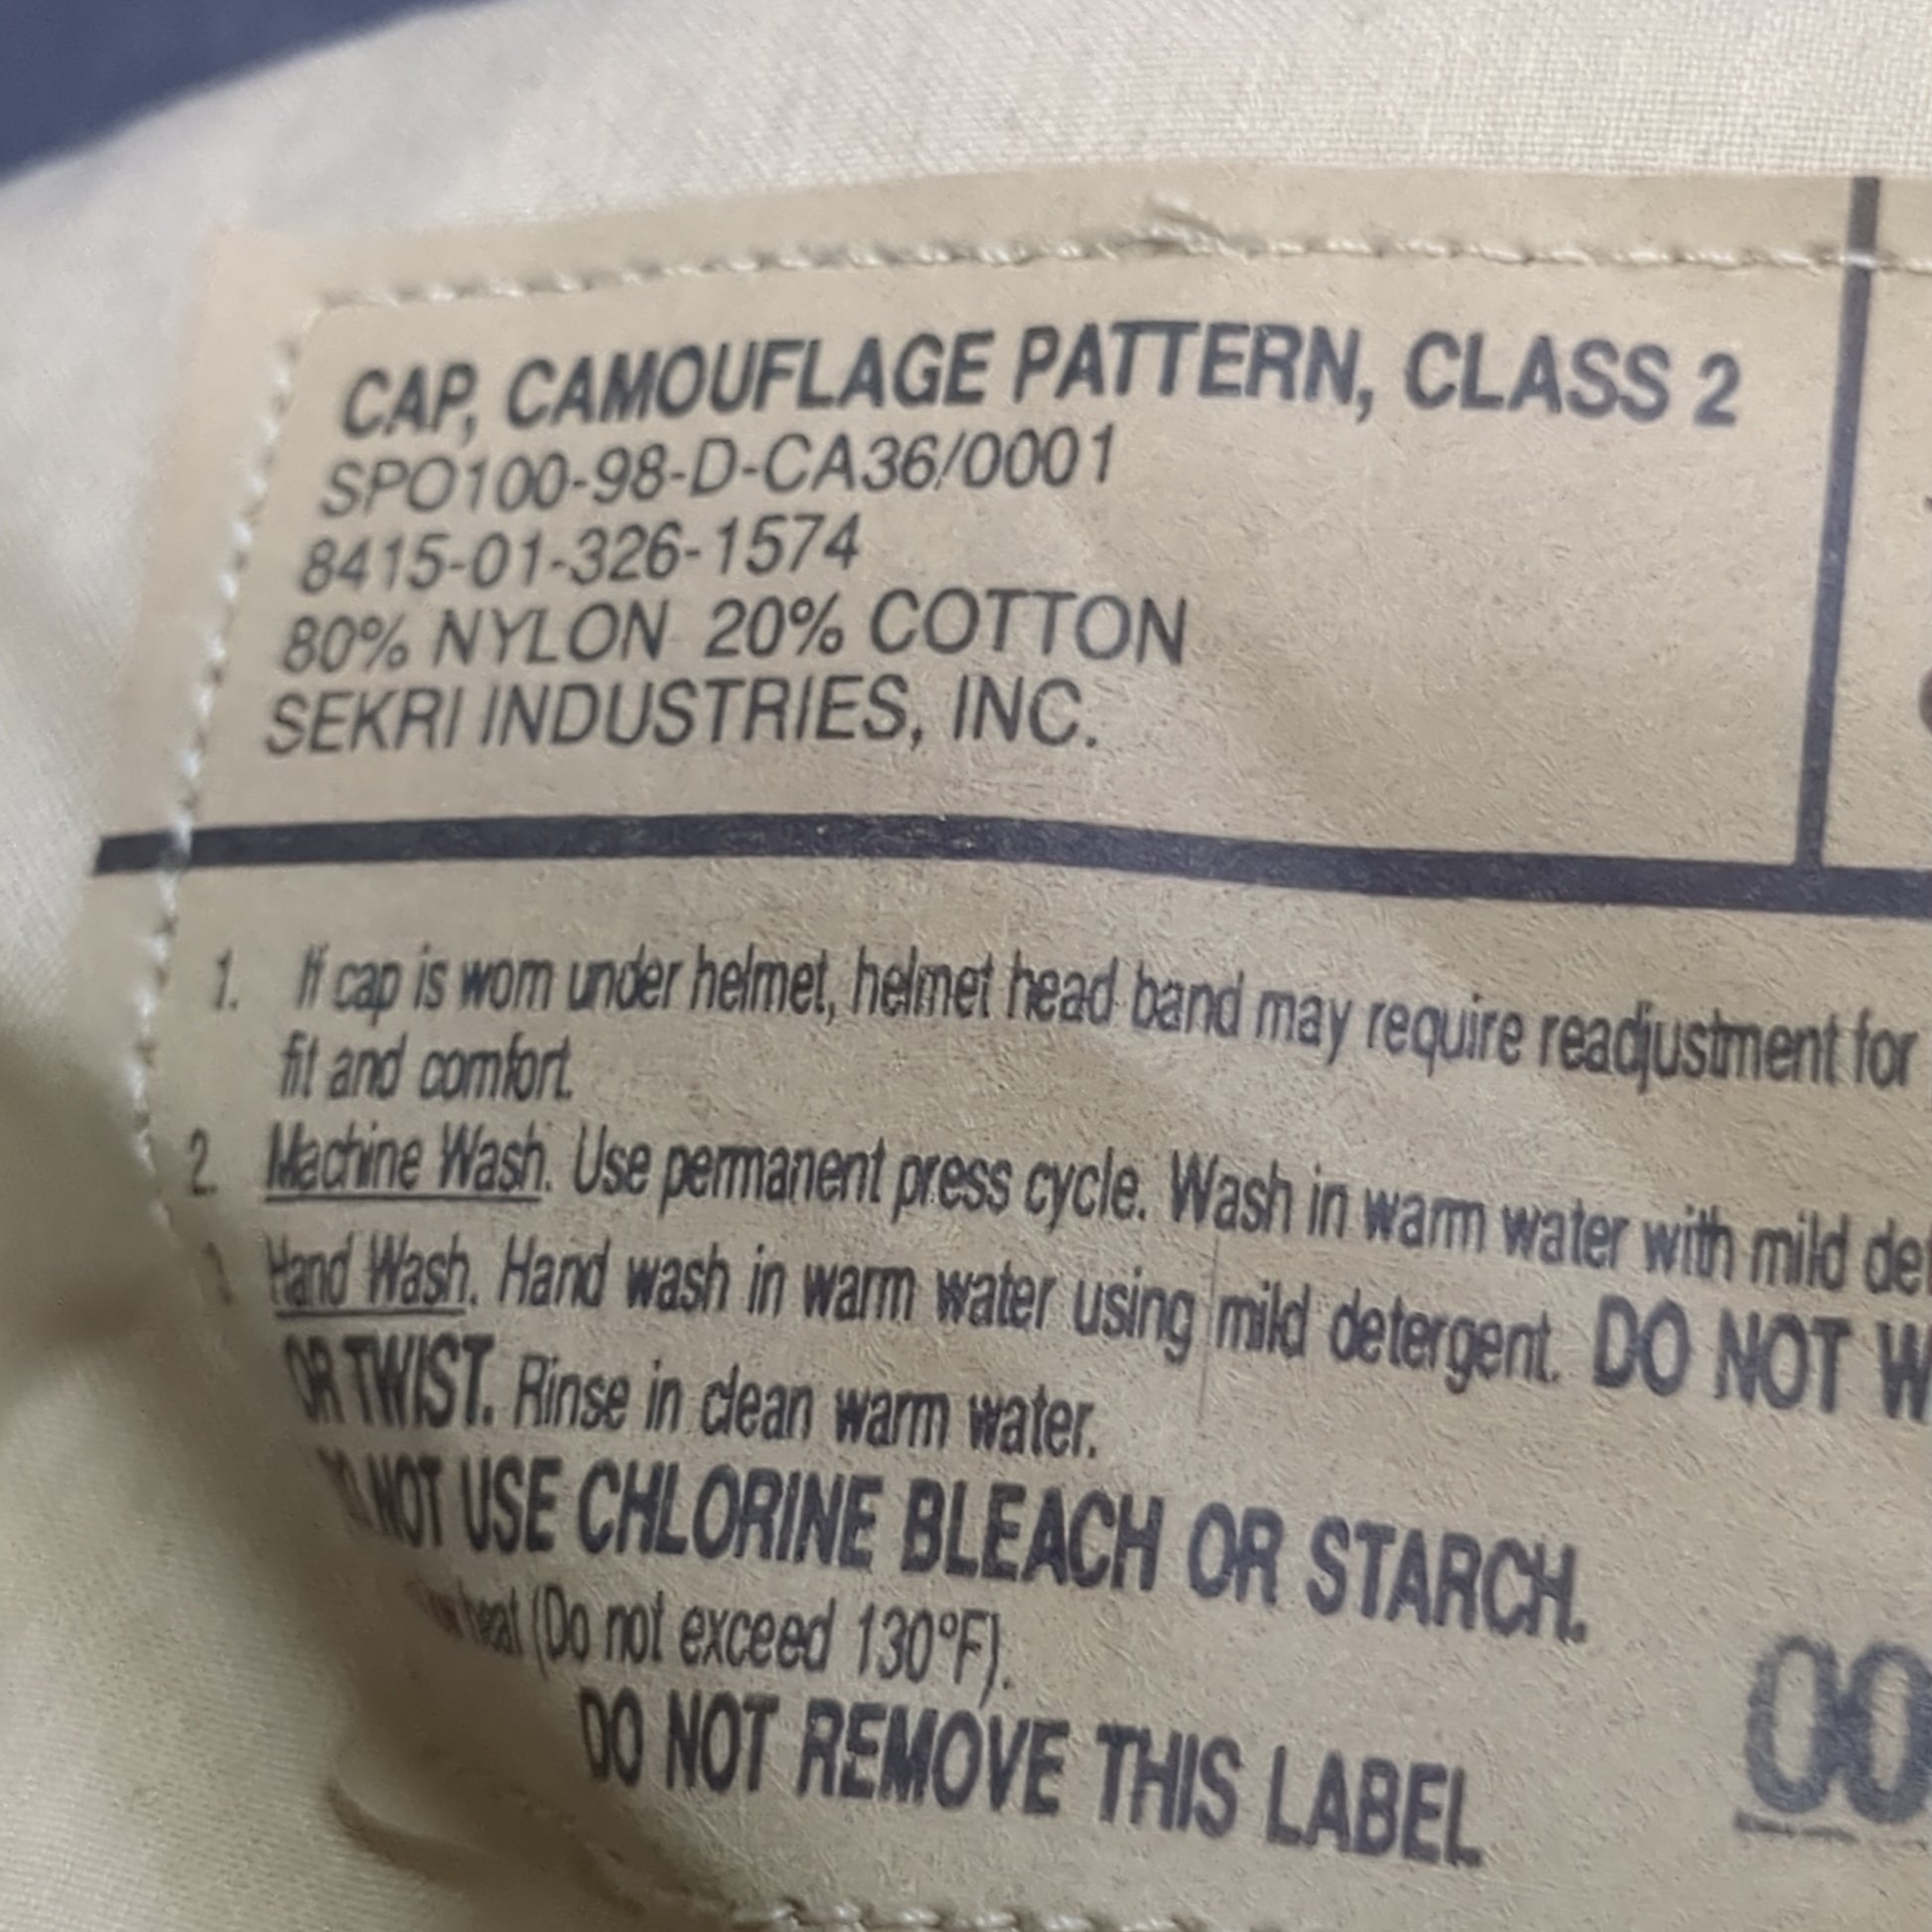 CAP, CAMOUFLAGE PATTERN, CLASS 2
SPO100-98-D-CA36/0001
8415-01-326-1574
80% NYLON 20% COTTON
SEKRI INDUSTRIES, INC.
1. If cap is worn under helmet, helmet head band may require readjustment for
fit and comfort.
2. Machine Wash. Use permanent press cycle. Wash in warm water with mild
Hand Wash. Hand wash in warm water using mild detergent. DO NOT
OR TWIST. Rinse in clean warm water.
NOT USE CHLORINE BLEACH OR STARCH.
heat (Do not exceed 130°F).
DO NOT REMOVE THIS LABEL
00